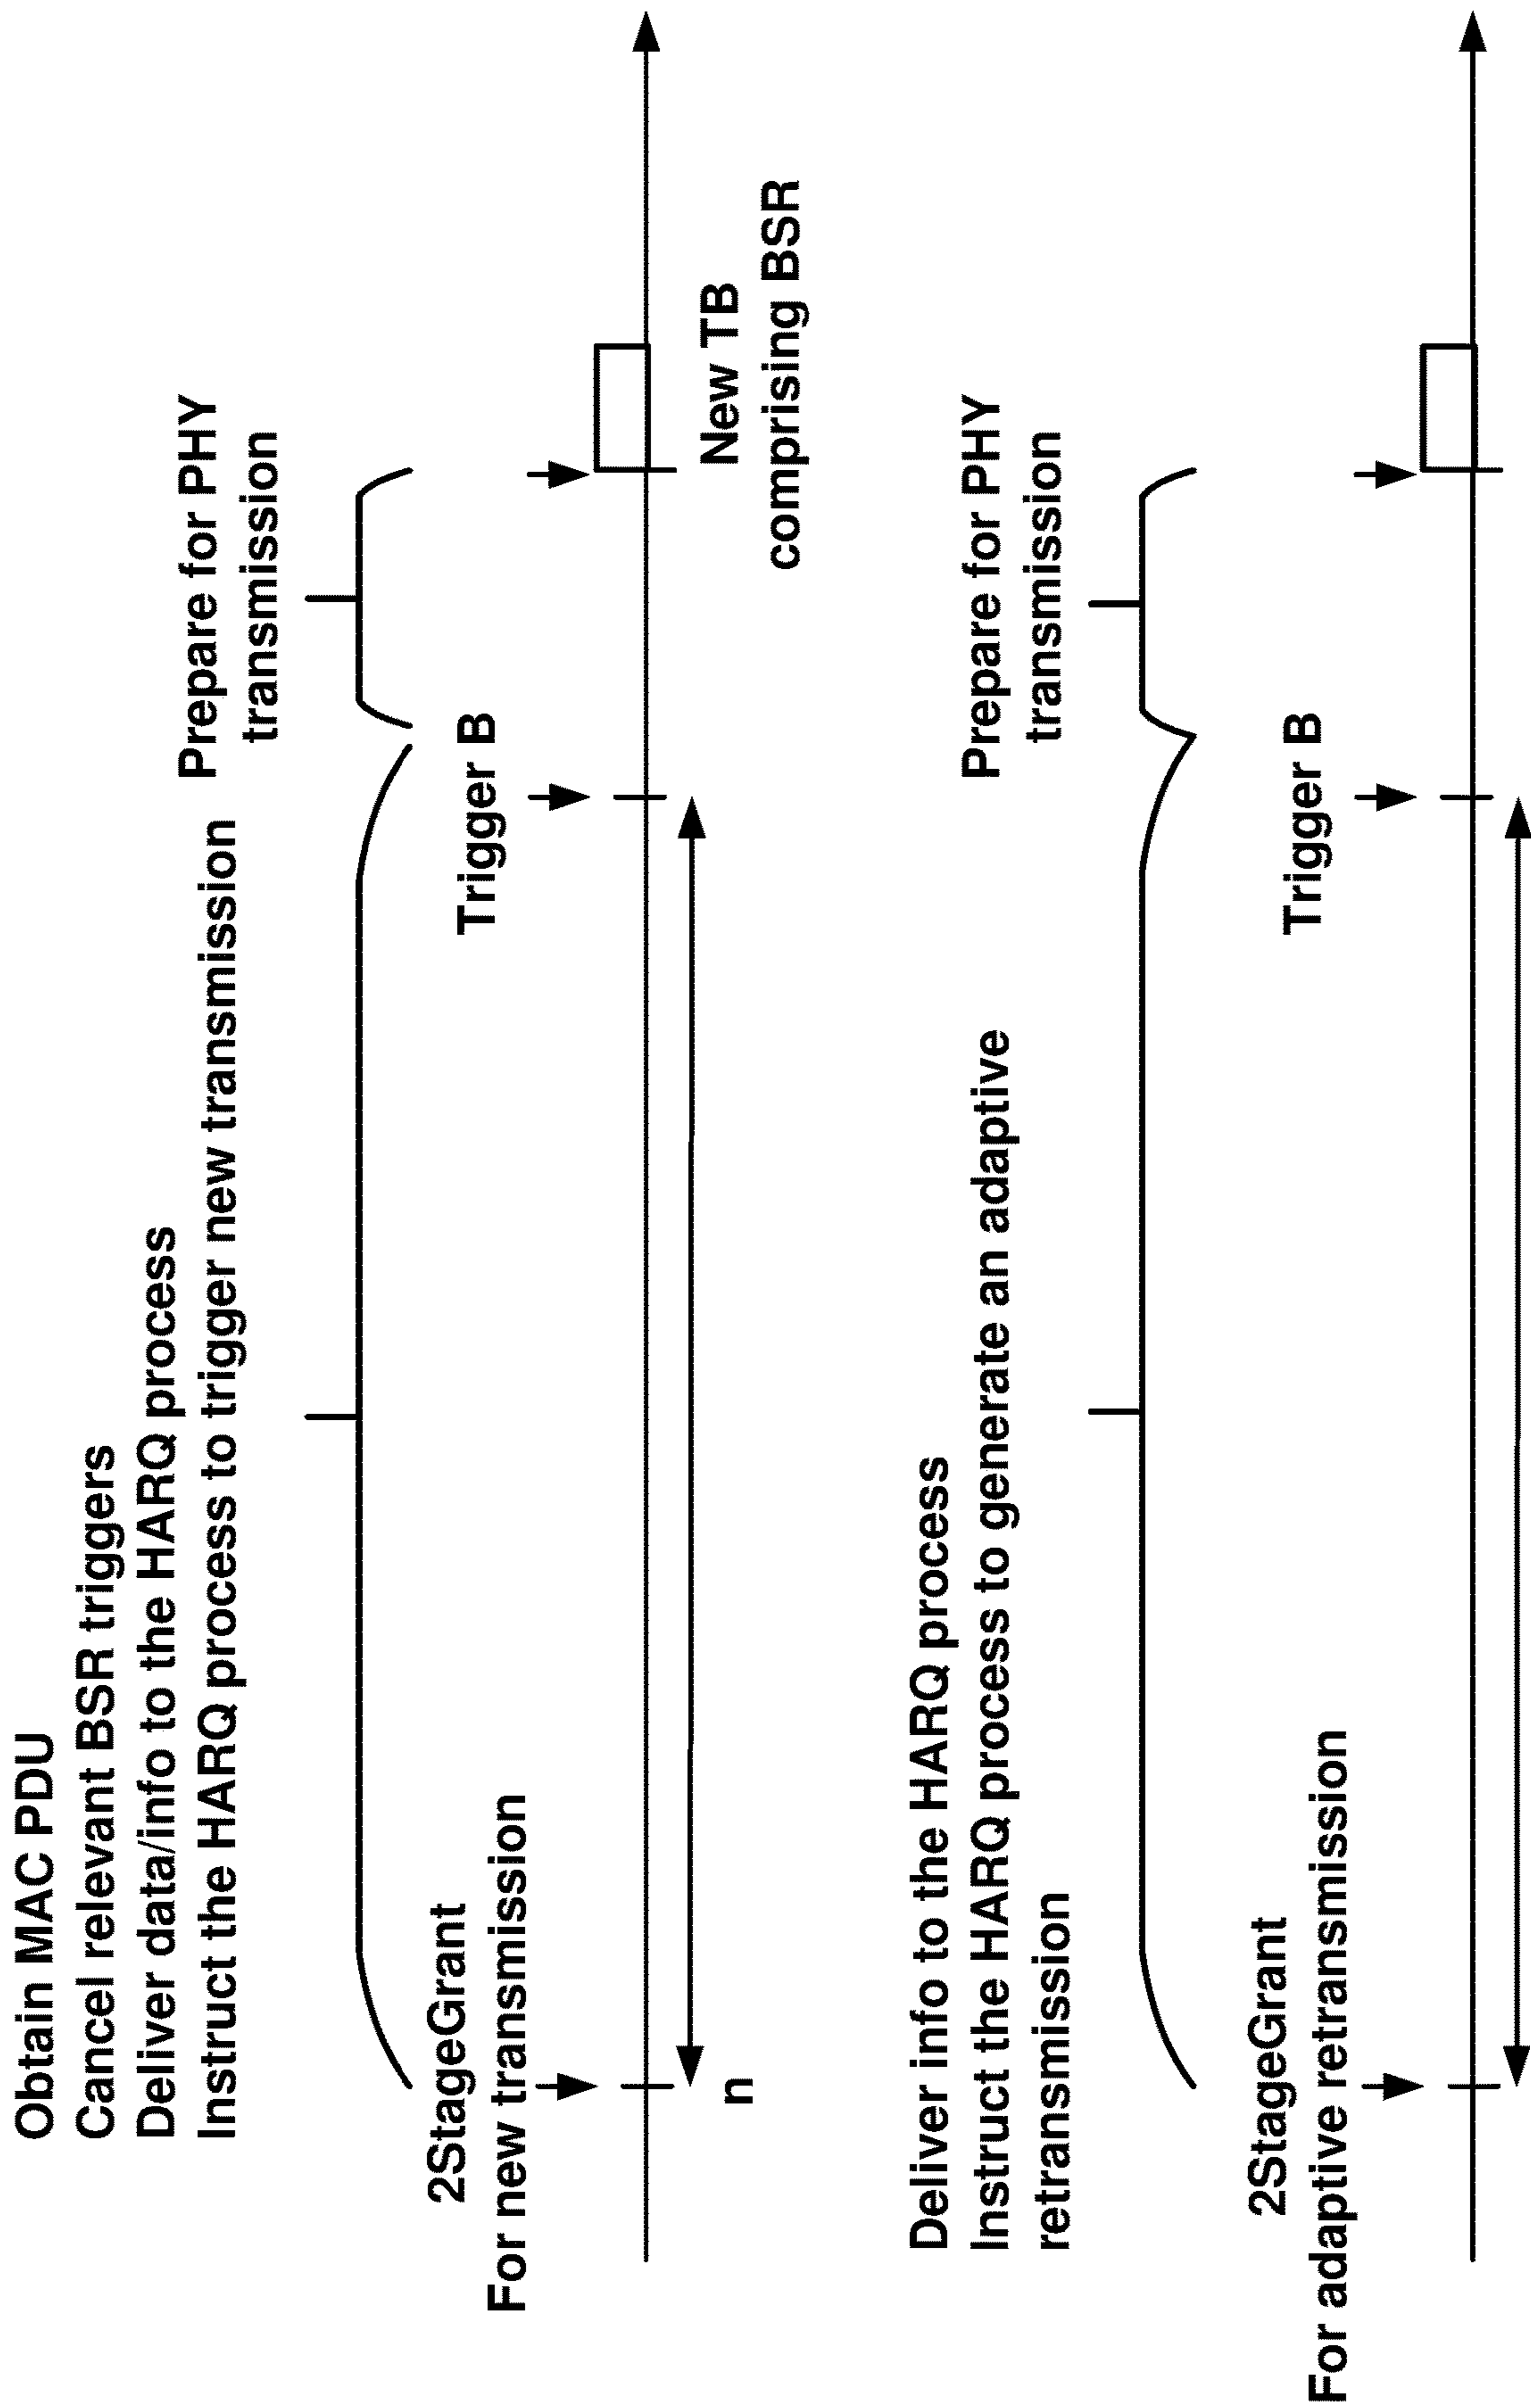 Obtain MAC PDU
Cancel relevant BSR triggers
Deliver data/info to the HARQ process
Instruct the HARQ process to trigger new transmission
Prepare for PHY
transmission
2StageGrant
For new transmission
Trigger B
n
New TB
comprising BSR
Deliver info to the HARQ process
Instruct the HARQ process to generate an adaptive
retransmission
Prepare for PHY
transmission
2StageGrant
For adaptive retransmission
Trigger B